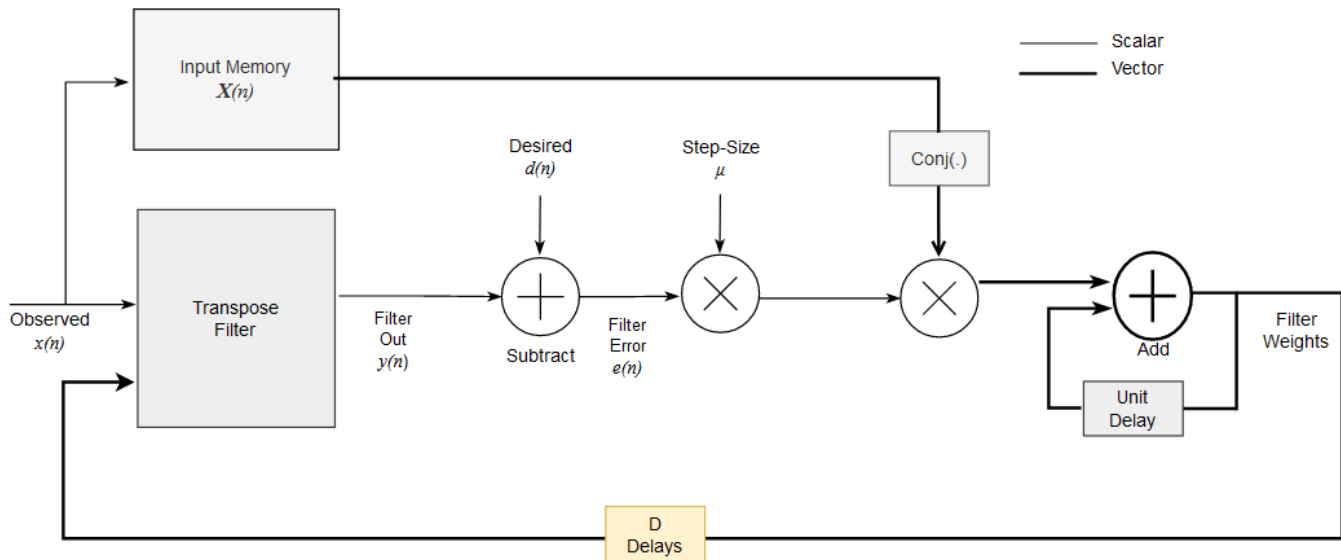 Input Memory
X(n)
Scalar
Vector
Desired
d(n)
Step-Size
μ
Conj(.)
Observed
x(n)
Transpose
Filter
Filter
Out
y(n)
Subtract
Filter
Error
e(n)
Add
Unit
Delay
Filter
Weights
D
Delays